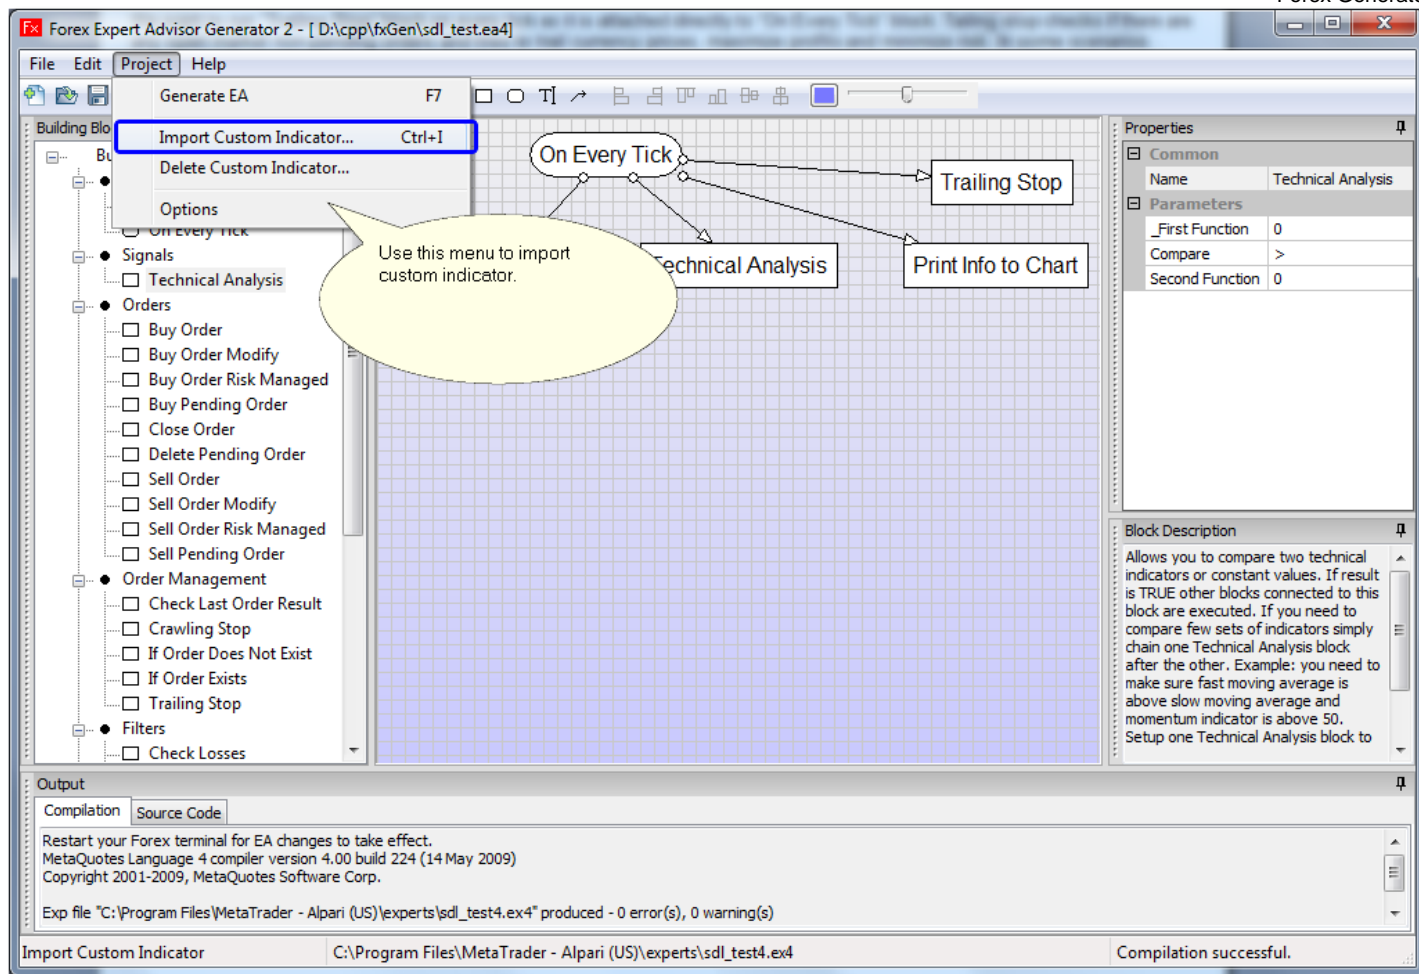 Forex Generato
Forex Expert Advisor Generator 2 - [ D:\cpp\fxGen\sdl_test.ea4]
File Edit Project Help
Generate EA F7
Import Custom Indicator... Ctrl+I
Delete Custom Indicator...
Options
Building Blo
Bu
On Every Tick
Signals
Technical Analysis
Orders
Buy Order
Buy Order Modify
Buy Order Risk Managed
Buy Pending Order
Close Order
Delete Pending Order
Sell Order
Sell Order Modify
Sell Order Risk Managed
Sell Pending Order
Order Management
Check Last Order Result
Crawling Stop
If Order Does Not Exist
If Order Exists
Trailing Stop
Filters
Check Losses
On Every Tick
Trailing Stop
Technical Analysis
Print Info to Chart
Use this menu to import
custom indicator.
Properties
Common
Name Technical Analysis
Parameters
_First Function 0
Compare >
Second Function 0
Block Description
Allows you to compare two technical
indicators or constant values. If result
is TRUE other blocks connected to this
block are executed. If you need to
compare few sets of indicators simply
chain one Technical Analysis block
after the other. Example: you need to
make sure fast moving average is
above slow moving average and
momentum indicator is above 50.
Setup one Technical Analysis block to
Output
Compilation Source Code
Restart your Forex terminal for EA changes to take effect.
MetaQuotes Language 4 compiler version 4.00 build 224 (14 May 2009)
Copyright 2001-2009, MetaQuotes Software Corp.
Exp file "C:\Program Files\MetaTrader - Alpari (US)\experts\sdl_test4.ex4" produced - 0 error(s), 0 warning(s)
Import Custom Indicator C:\Program Files\MetaTrader - Alpari (US)\experts\sdl_test4.ex4 Compilation successful.